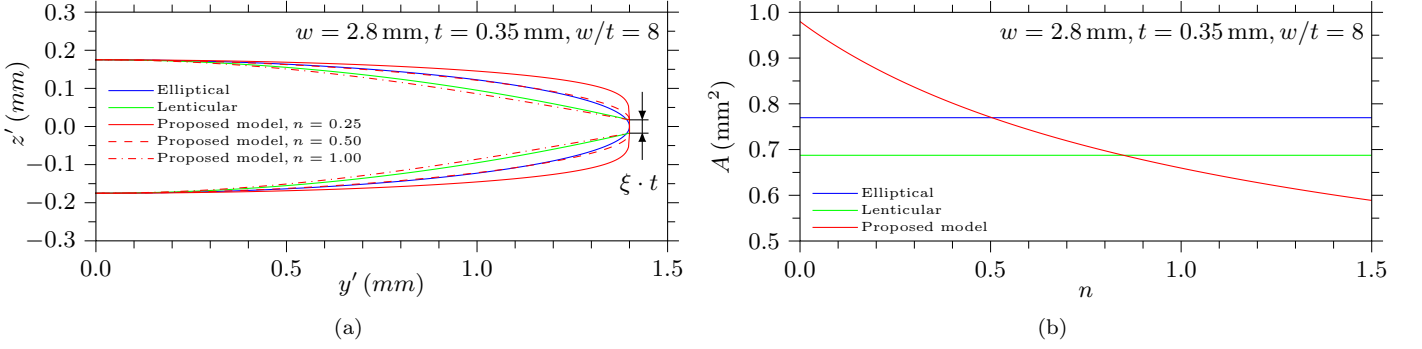 w = 2.8 mm, t = 0.35 mm, w/t = 8
0.3
0.2
0.1
0.0
−0.1
−0.2
−0.3
z′ (mm)
Elliptical
Lenticular
Proposed model, n = 0.25
Proposed model, n = 0.50
Proposed model, n = 1.00
ξ · t
0.0 0.5 1.0 1.5
y′ (mm)
(a)
w = 2.8 mm, t = 0.35 mm, w/t = 8
1.0
0.9
0.8
0.7
0.6
0.5
A (mm²)
Elliptical
Lenticular
Proposed model
0.0 0.5 1.0 1.5
n
(b)